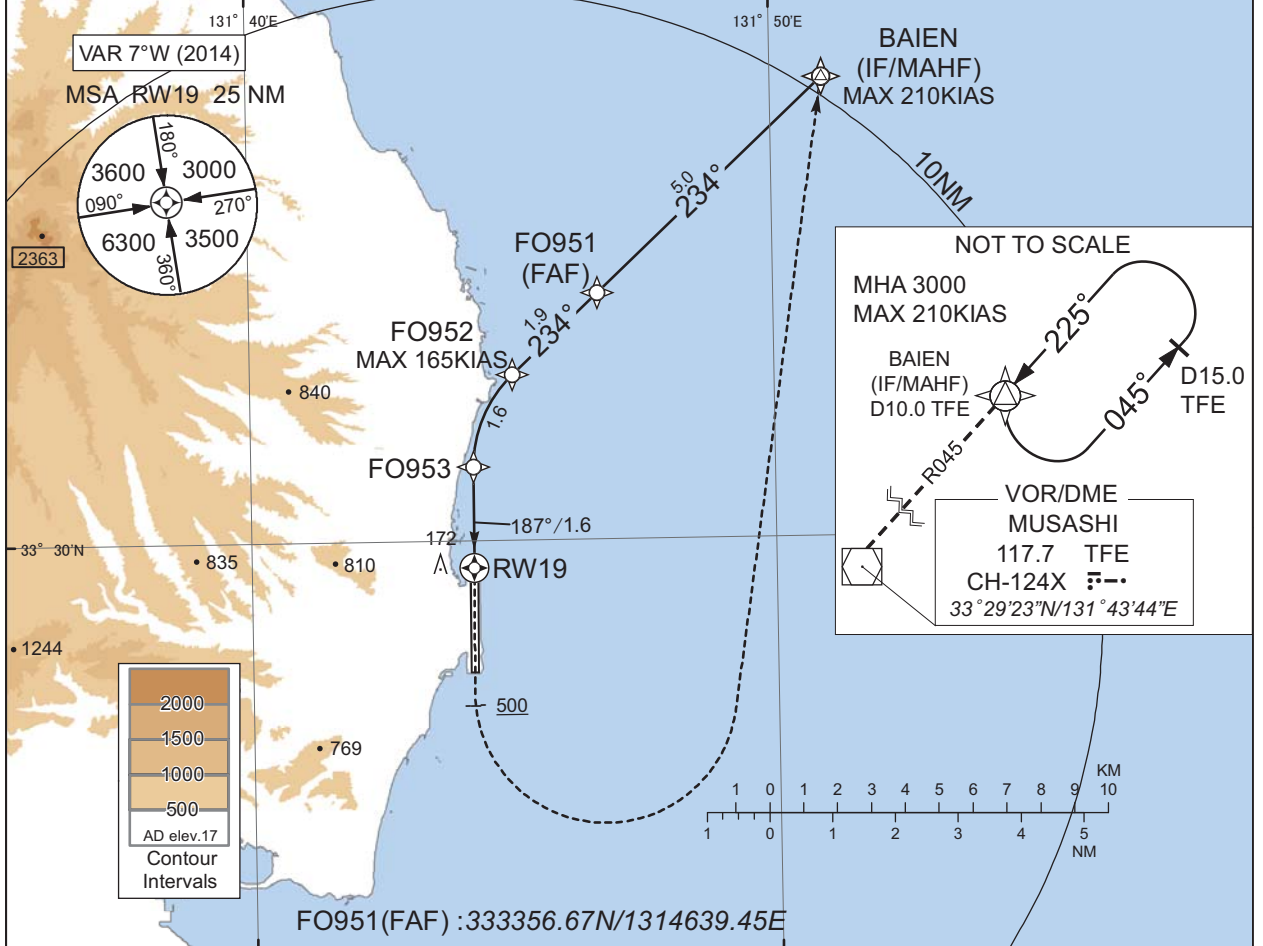 131° 40'E
131° 50'E
VAR 7°W (2014)
MSA RW19 25 NM
180°
3600
3000
090°
270°
6300
3500
360°
2363
BAIEN
(IF/MAHF)
MAX 210KIAS
10NM
5.0
234°
FO951
(FAF)
1.9
234°
FO952
MAX 165KIAS
1.6
FO953
187°/1.6
172
RW19
33° 30'N
840
835
810
1244
769
500
NOT TO SCALE
MHA 3000
MAX 210KIAS
225°
BAIEN
(IF/MAHF)
D10.0 TFE
045°
D15.0
TFE
R045
VOR/DME
MUSASHI
117.7 TFE
CH-124X
33°29'23"N/131°43'44"E
2000
1500
1000
500
AD elev.17
Contour
Intervals
1 0 1 2 3 4 5 6 7 8 9 10
KM
1 0 1 2 3 4 5
NM
FO951(FAF) :333356.67N/1314639.45E